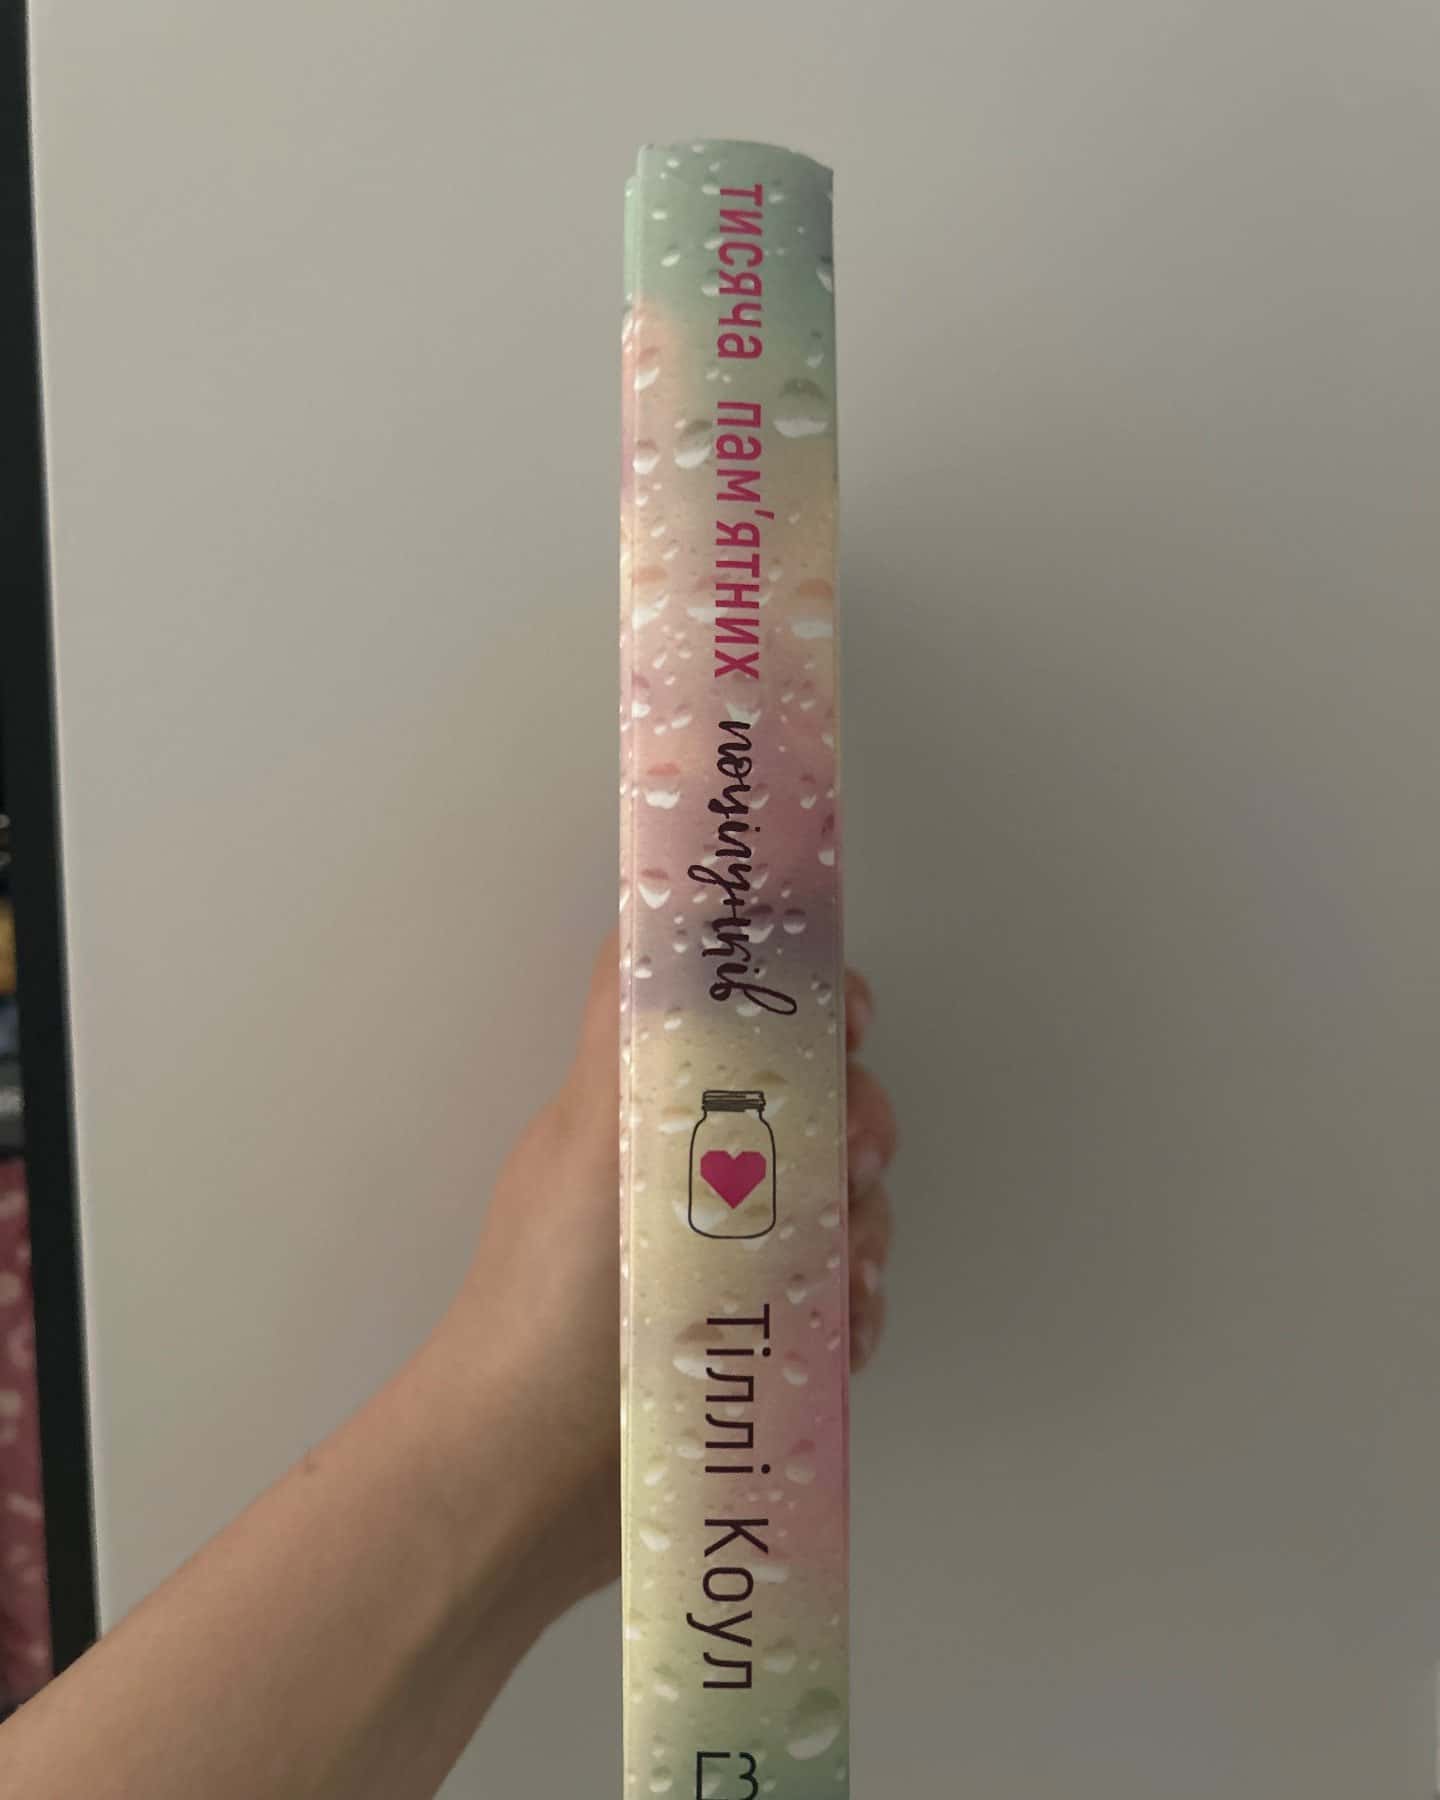 тисяча пам'ятних поцілунків
Тіллі Коул